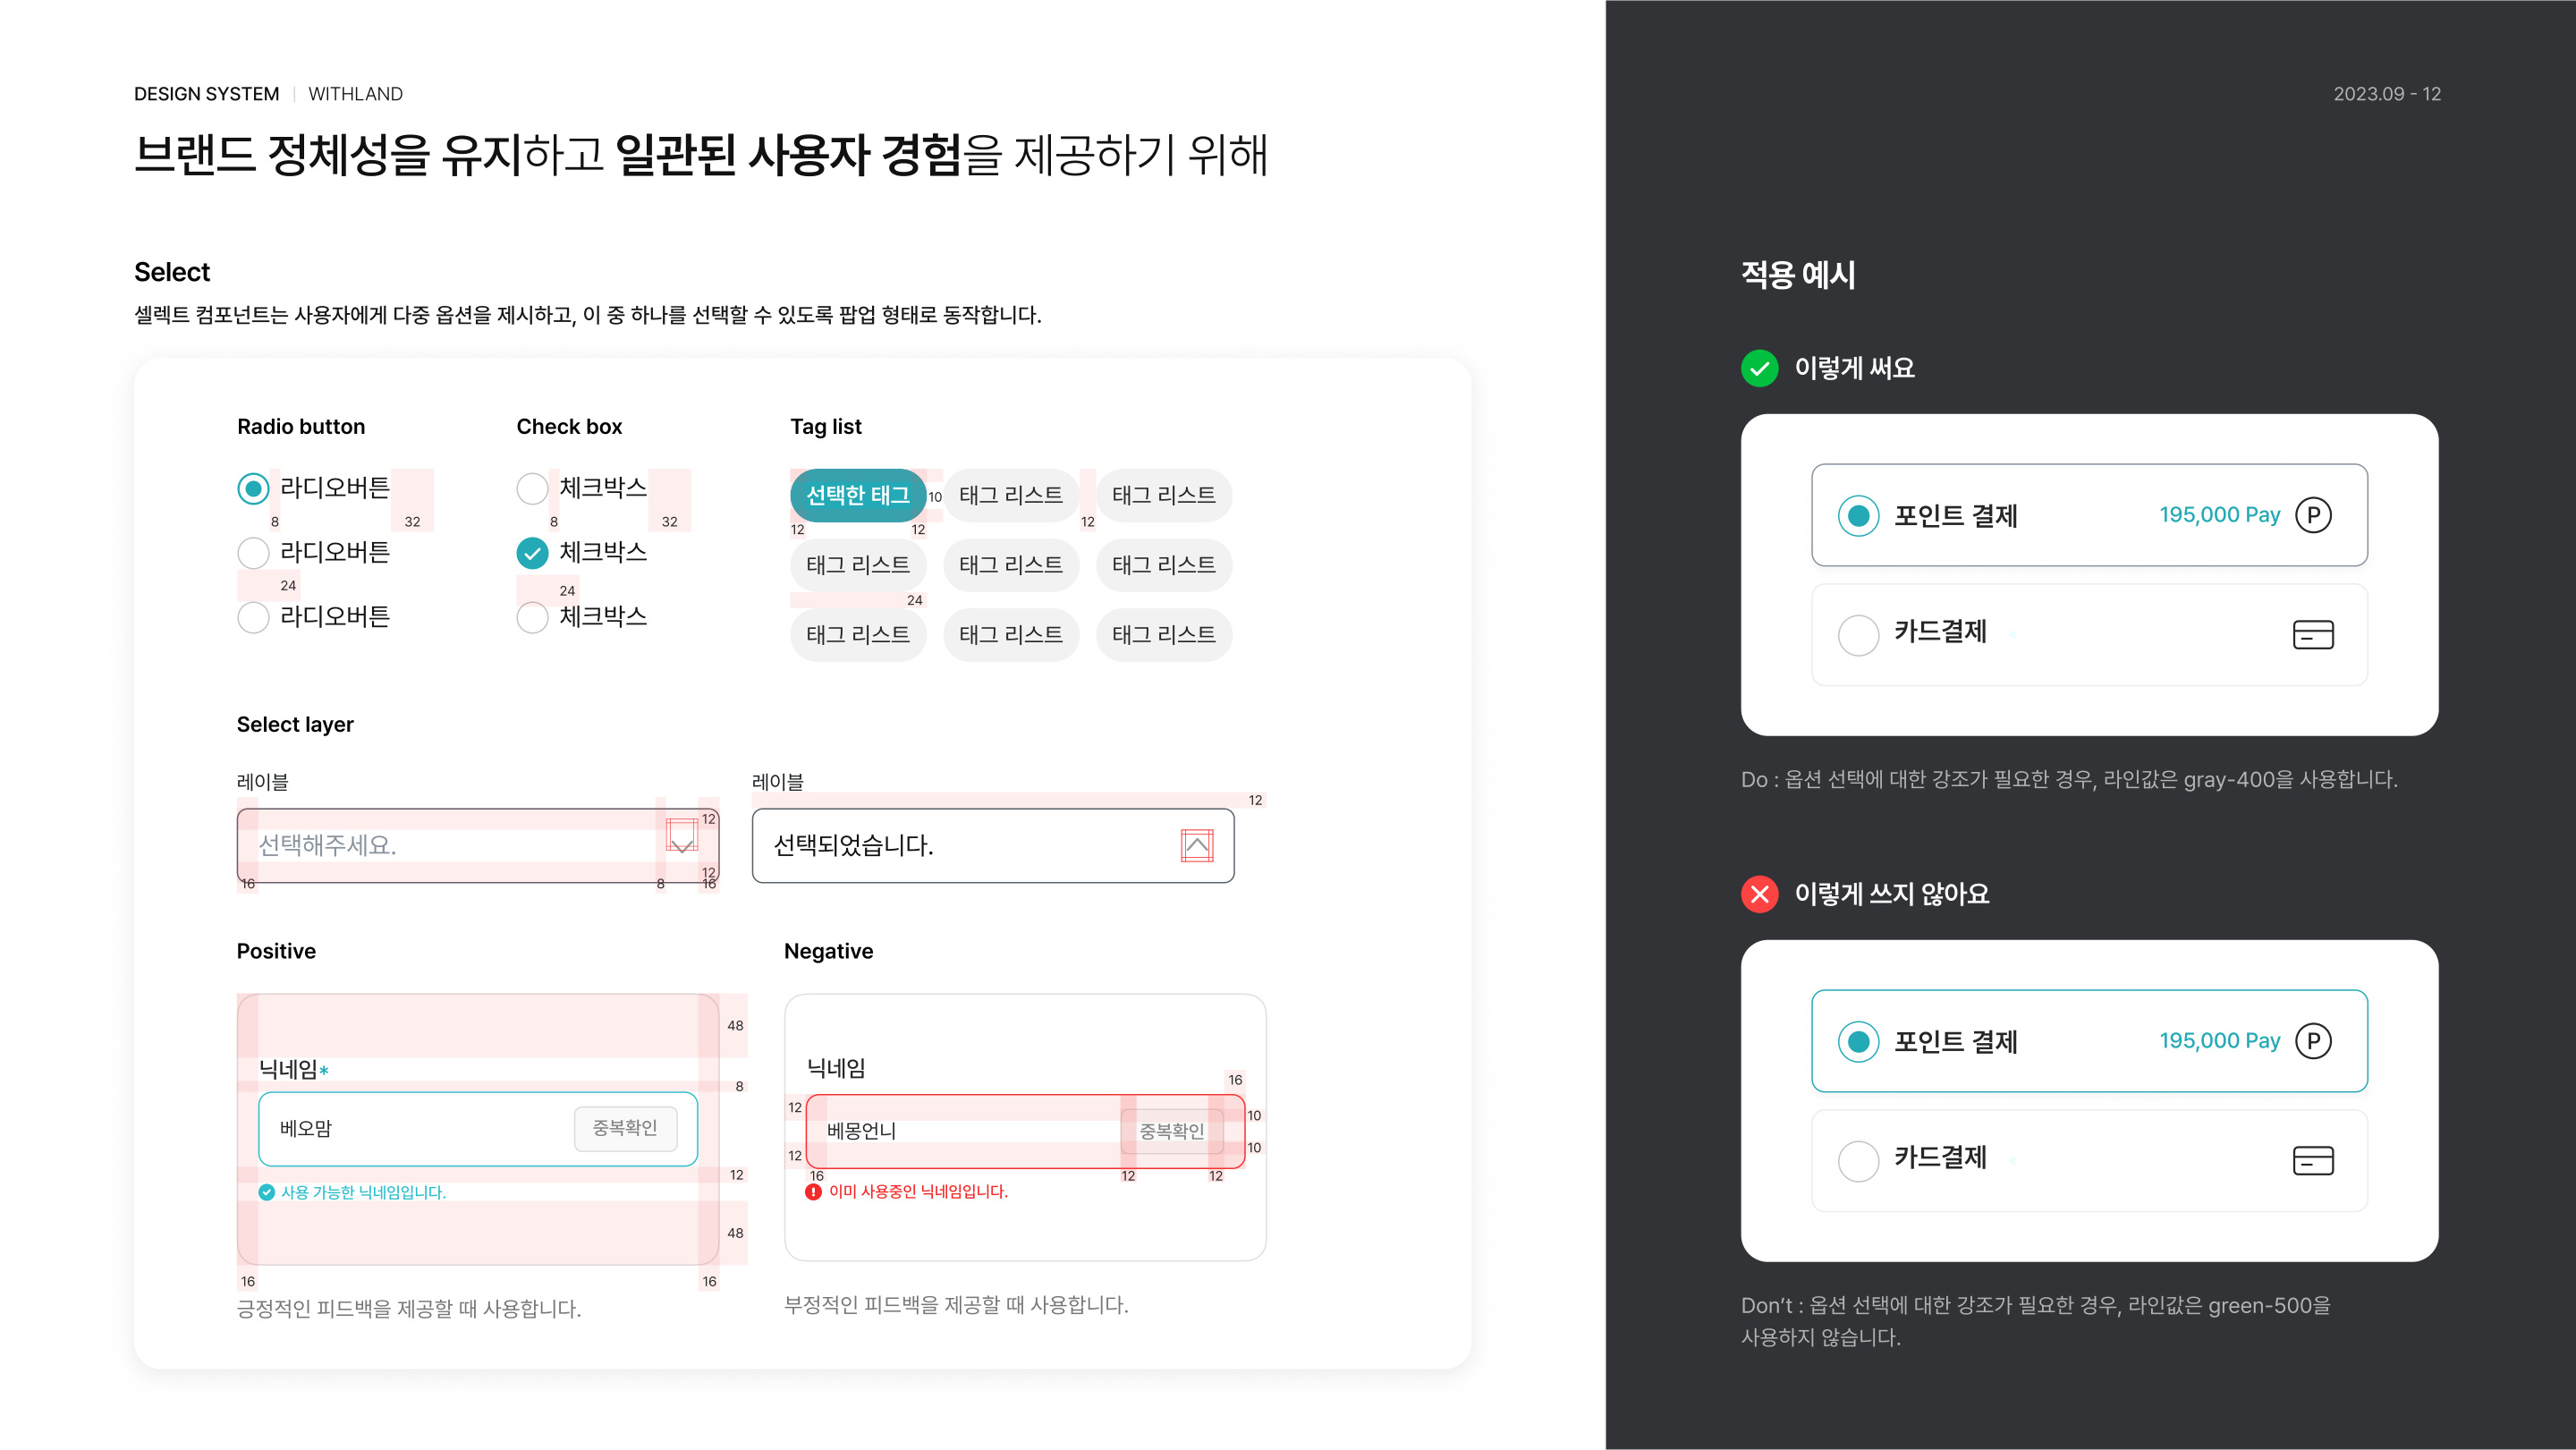 DESIGN SYSTEM | WITHLAND
2023.09 - 12
브랜드 정체성을 유지하고 일관된 사용자 경험을 제공하기 위해
Select
셀렉트 컴포넌트는 사용자에게 다중 옵션을 제시하고, 이 중 하나를 선택할 수 있도록 팝업 형태로 동작합니다.
Radio button
라디오버튼
8
32
라디오버튼
24
라디오버튼
Check box
체크박스
8
32
체크박스
24
체크박스
Tag list
선택한 태그 10 태그 리스트 태그 리스트
12 12 12
태그 리스트 태그 리스트 태그 리스트
24
태그 리스트 태그 리스트 태그 리스트
Select layer
레이블
12
선택해주세요.
12
16 8 16
레이블
12
선택되었습니다.
Positive
48
닉네임*
8
베오맘 중복확인
12
사용 가능한 닉네임입니다.
48
16 16
긍정적인 피드백을 제공할 때 사용합니다.
Negative
닉네임
16
12 10
베몽언니 중복확인
12 10
16 12 12
이미 사용중인 닉네임입니다.
부정적인 피드백을 제공할 때 사용합니다.
적용 예시
이렇게 써요
포인트 결제 195,000 Pay P
카드결제
Do : 옵션 선택에 대한 강조가 필요한 경우, 라인값은 gray-400을 사용합니다.
이렇게 쓰지 않아요
포인트 결제 195,000 Pay P
카드결제
Don’t : 옵션 선택에 대한 강조가 필요한 경우, 라인값은 green-500을
사용하지 않습니다.